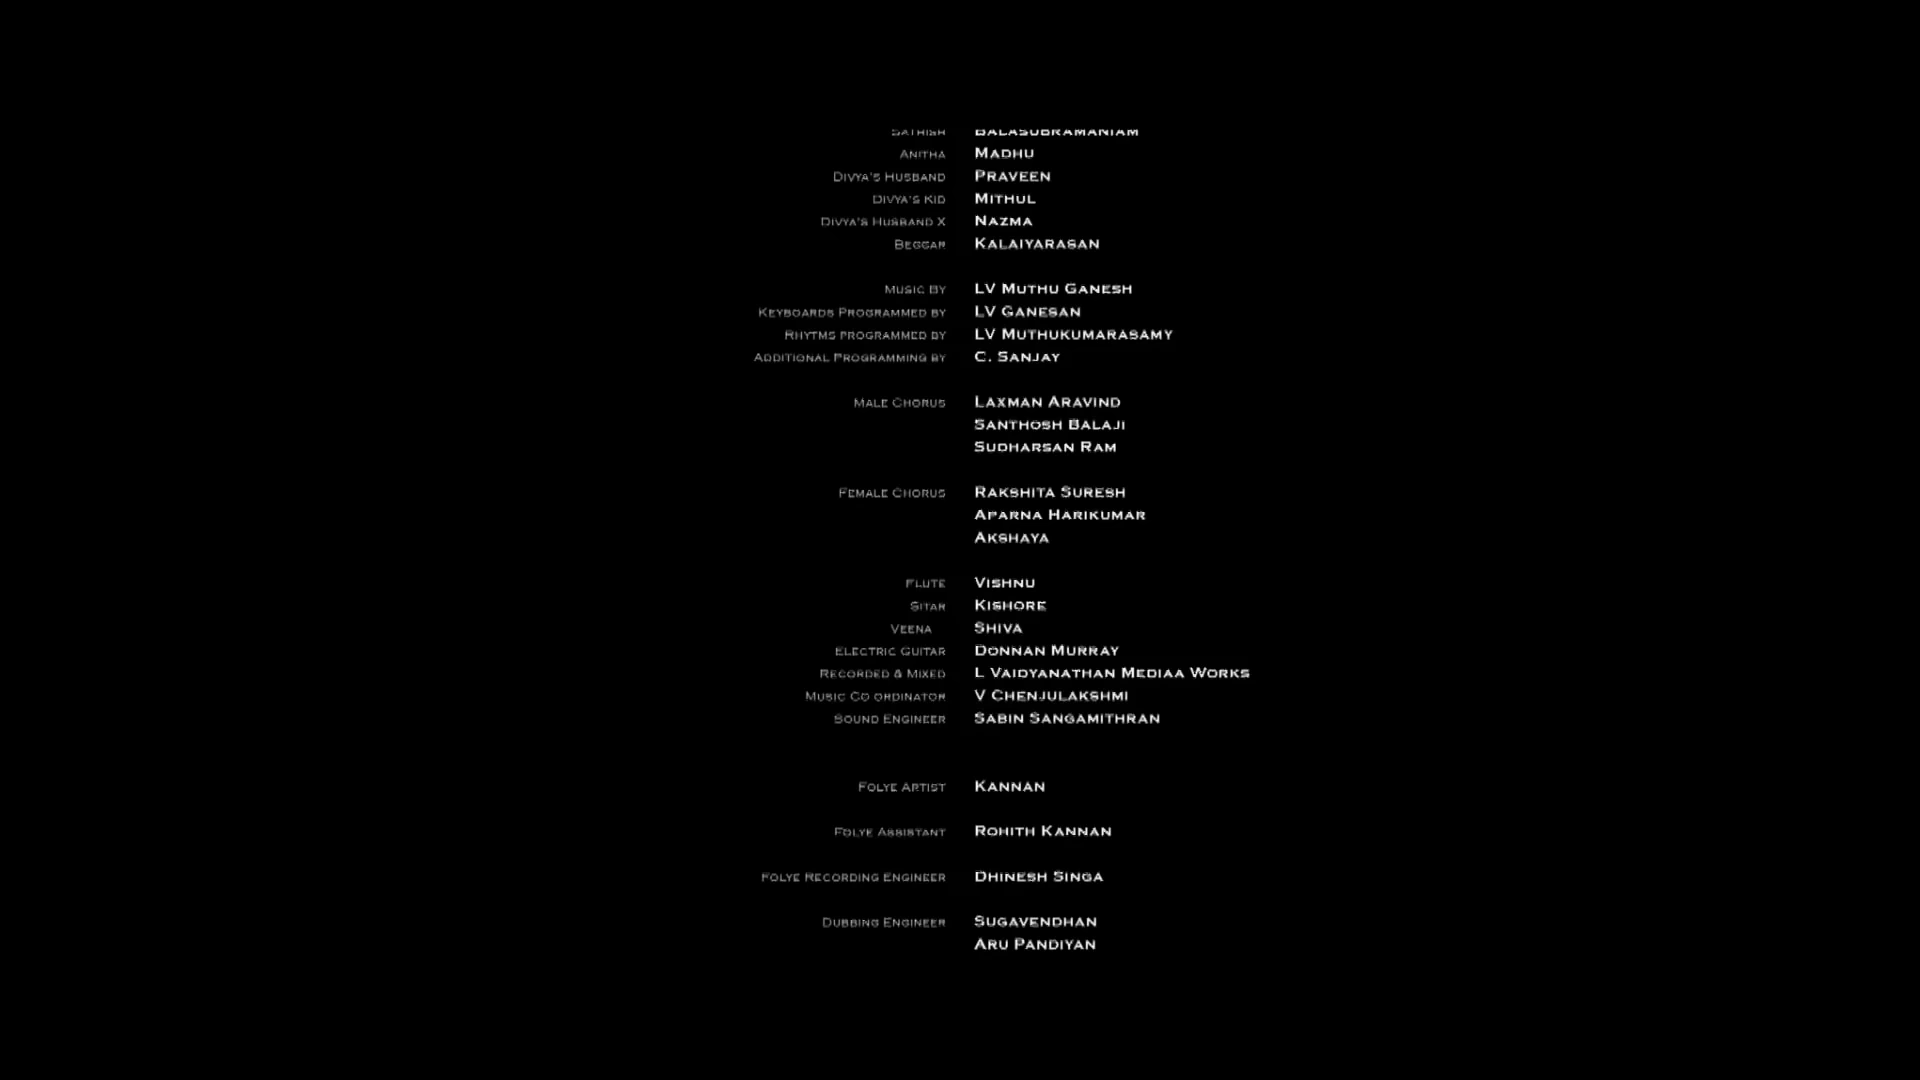 Sathish Balasubramaniam
Anitha Madhu
Divya's Husband Praveen
Divya's Kid Mithul
Divya's Husband X Nazma
Beggar Kalaiyarasan
Music By LV Muthu Ganesh
Keyboards Programmed by LV Ganesan
Rhytms programmed by LV Muthukumarasamy
Additional Programming by C. Sanjay
Male Chorus Laxman Aravind
Santhosh Balaji
Sudharsan Ram
Female Chorus Rakshita Suresh
Aparna Harikumar
Akshaya
Flute Vishnu
Sitar Kishore
Veena Shiva
Electric Guitar Donnan Murray
Recorded & Mixed L Vaidyanathan Mediaa Works
Music Co ordinator V Chenjulakshmi
Sound Engineer Sabin Sangamithran
Folye Artist Kannan
Folye Assistant Rohith Kannan
Folye Recording Engineer Dhinesh Singa
Dubbing Engineer Sugavendhan
Aru Pandiyan